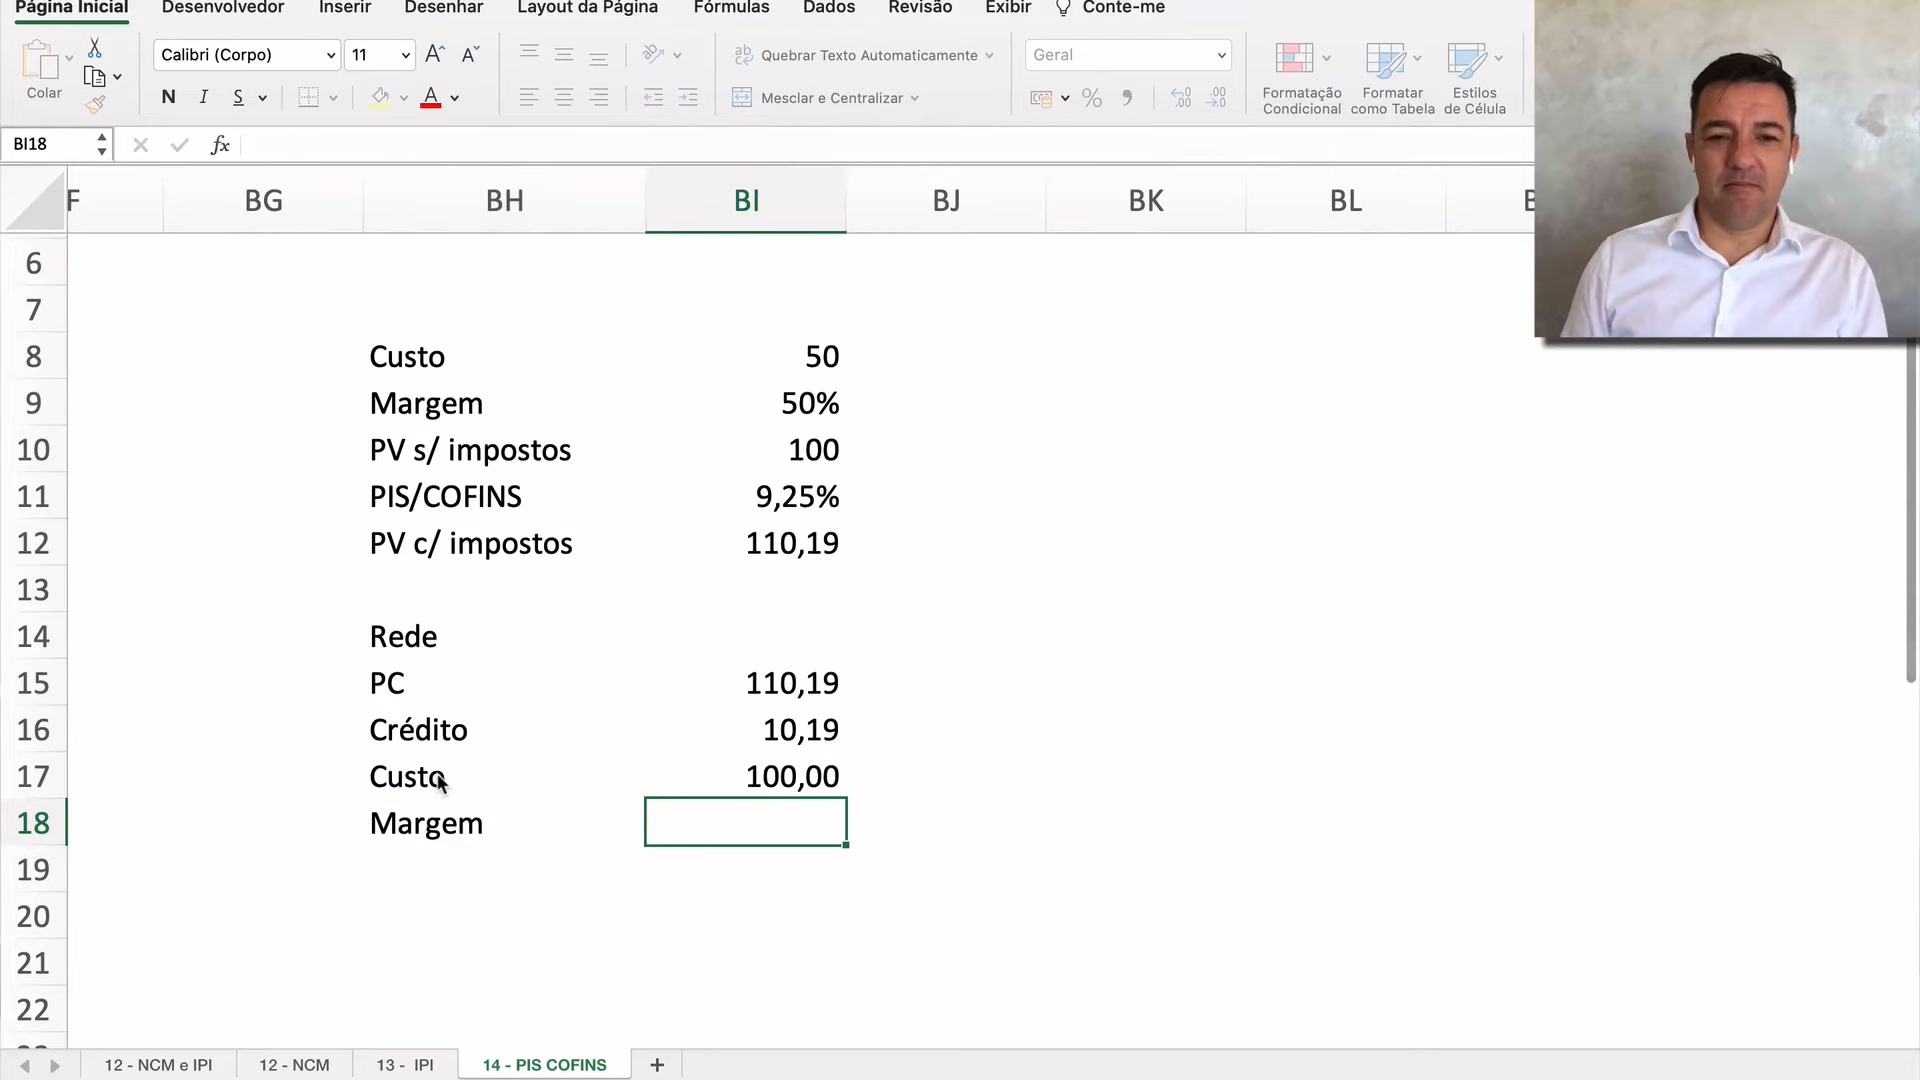 Página Inicial Desenvolvedor Inserir Desenhar Layout da Página Fórmulas Dados Revisão Exibir Conte-me
Calibri (Corpo) 11 A A Quebrar Texto Automaticamente Geral
Colar
N I S A Mesclar e Centralizar % ,00 ,00
Formatação Condicional Formatar como Tabela Estilos de Célula
BI18 fx
F BG BH BI BJ BK BL
6
7
8 Custo 50
9 Margem 50%
10 PV s/ impostos 100
11 PIS/COFINS 9,25%
12 PV c/ impostos 110,19
13
14 Rede
15 PC 110,19
16 Crédito 10,19
17 Custo 100,00
18 Margem
19
20
21
22
12 - NCM e IPI 12 - NCM 13 - IPI 14 - PIS COFINS +